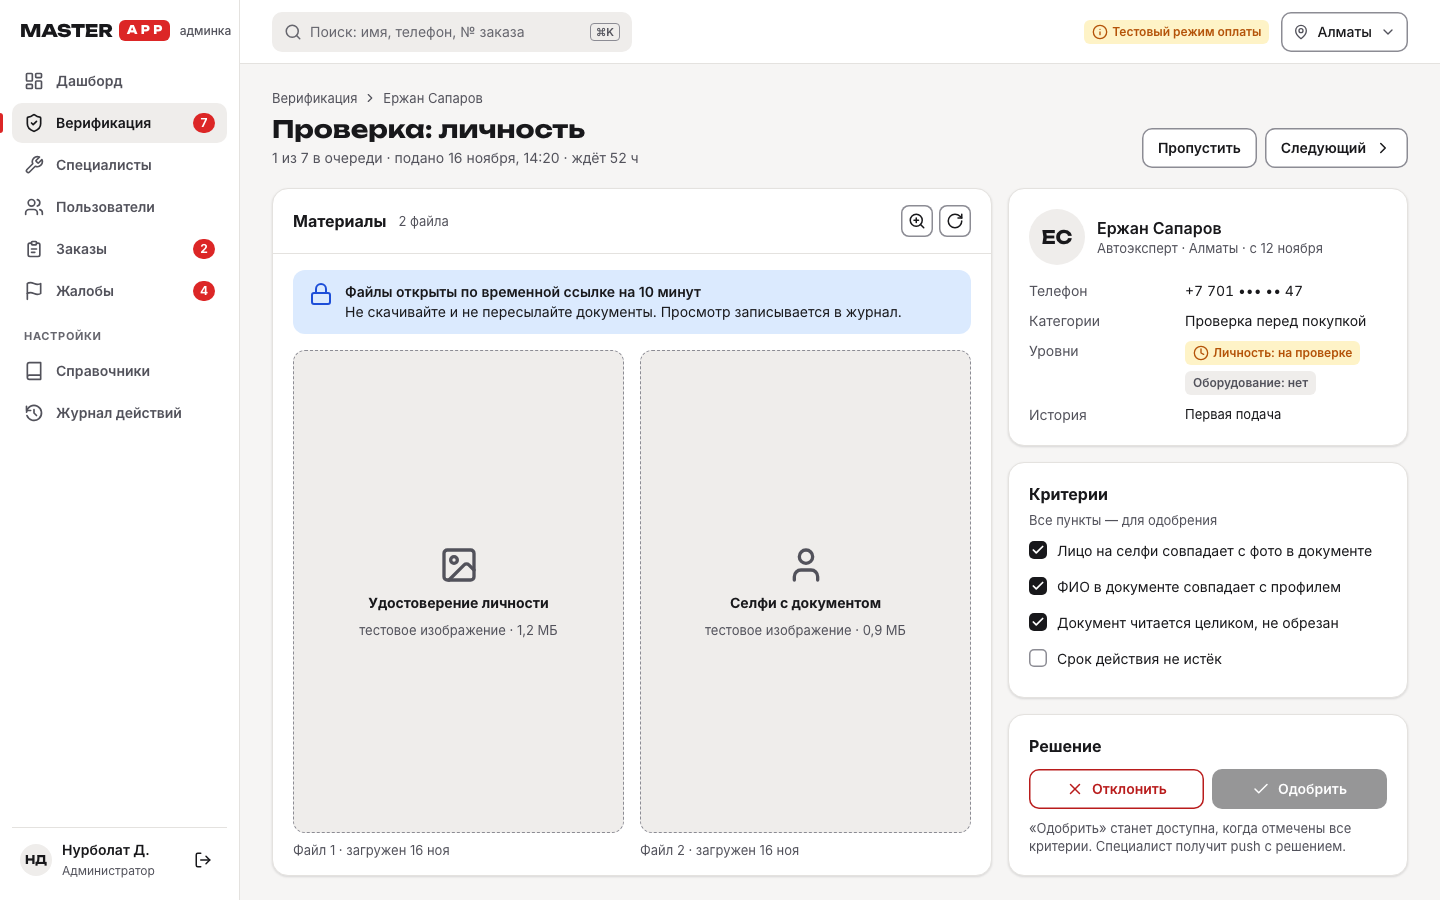 MASTER APP админка
Дашборд
Верификация 7
Специалисты
Пользователи
Заказы 2
Жалобы 4
НАСТРОЙКИ
Справочники
Журнал действий
НД
Нурболат Д.
Администратор
Поиск: имя, телефон, № заказа ⌘K
Тестовый режим оплаты
Алматы
Верификация > Ержан Сапаров
Проверка: личность
1 из 7 в очереди · подано 16 ноября, 14:20 · ждёт 52 ч
Пропустить
Следующий
Материалы 2 файла
Файлы открыты по временной ссылке на 10 минут
Не скачивайте и не пересылайте документы. Просмотр записывается в журнал.
Удостоверение личности
тестовое изображение · 1,2 МБ
Селфи с документом
тестовое изображение · 0,9 МБ
Файл 1 · загружен 16 ноя
Файл 2 · загружен 16 ноя
ЕС
Ержан Сапаров
Автоэксперт · Алматы · с 12 ноября
Телефон +7 701 ••• •• 47
Категории Проверка перед покупкой
Уровни Личность: на проверке
Оборудование: нет
История Первая подача
Критерии
Все пункты — для одобрения
Лицо на селфи совпадает с фото в документе
ФИО в документе совпадает с профилем
Документ читается целиком, не обрезан
Срок действия не истёк
Решение
Отклонить
Одобрить
«Одобрить» станет доступна, когда отмечены все
критерии. Специалист получит push с решением.